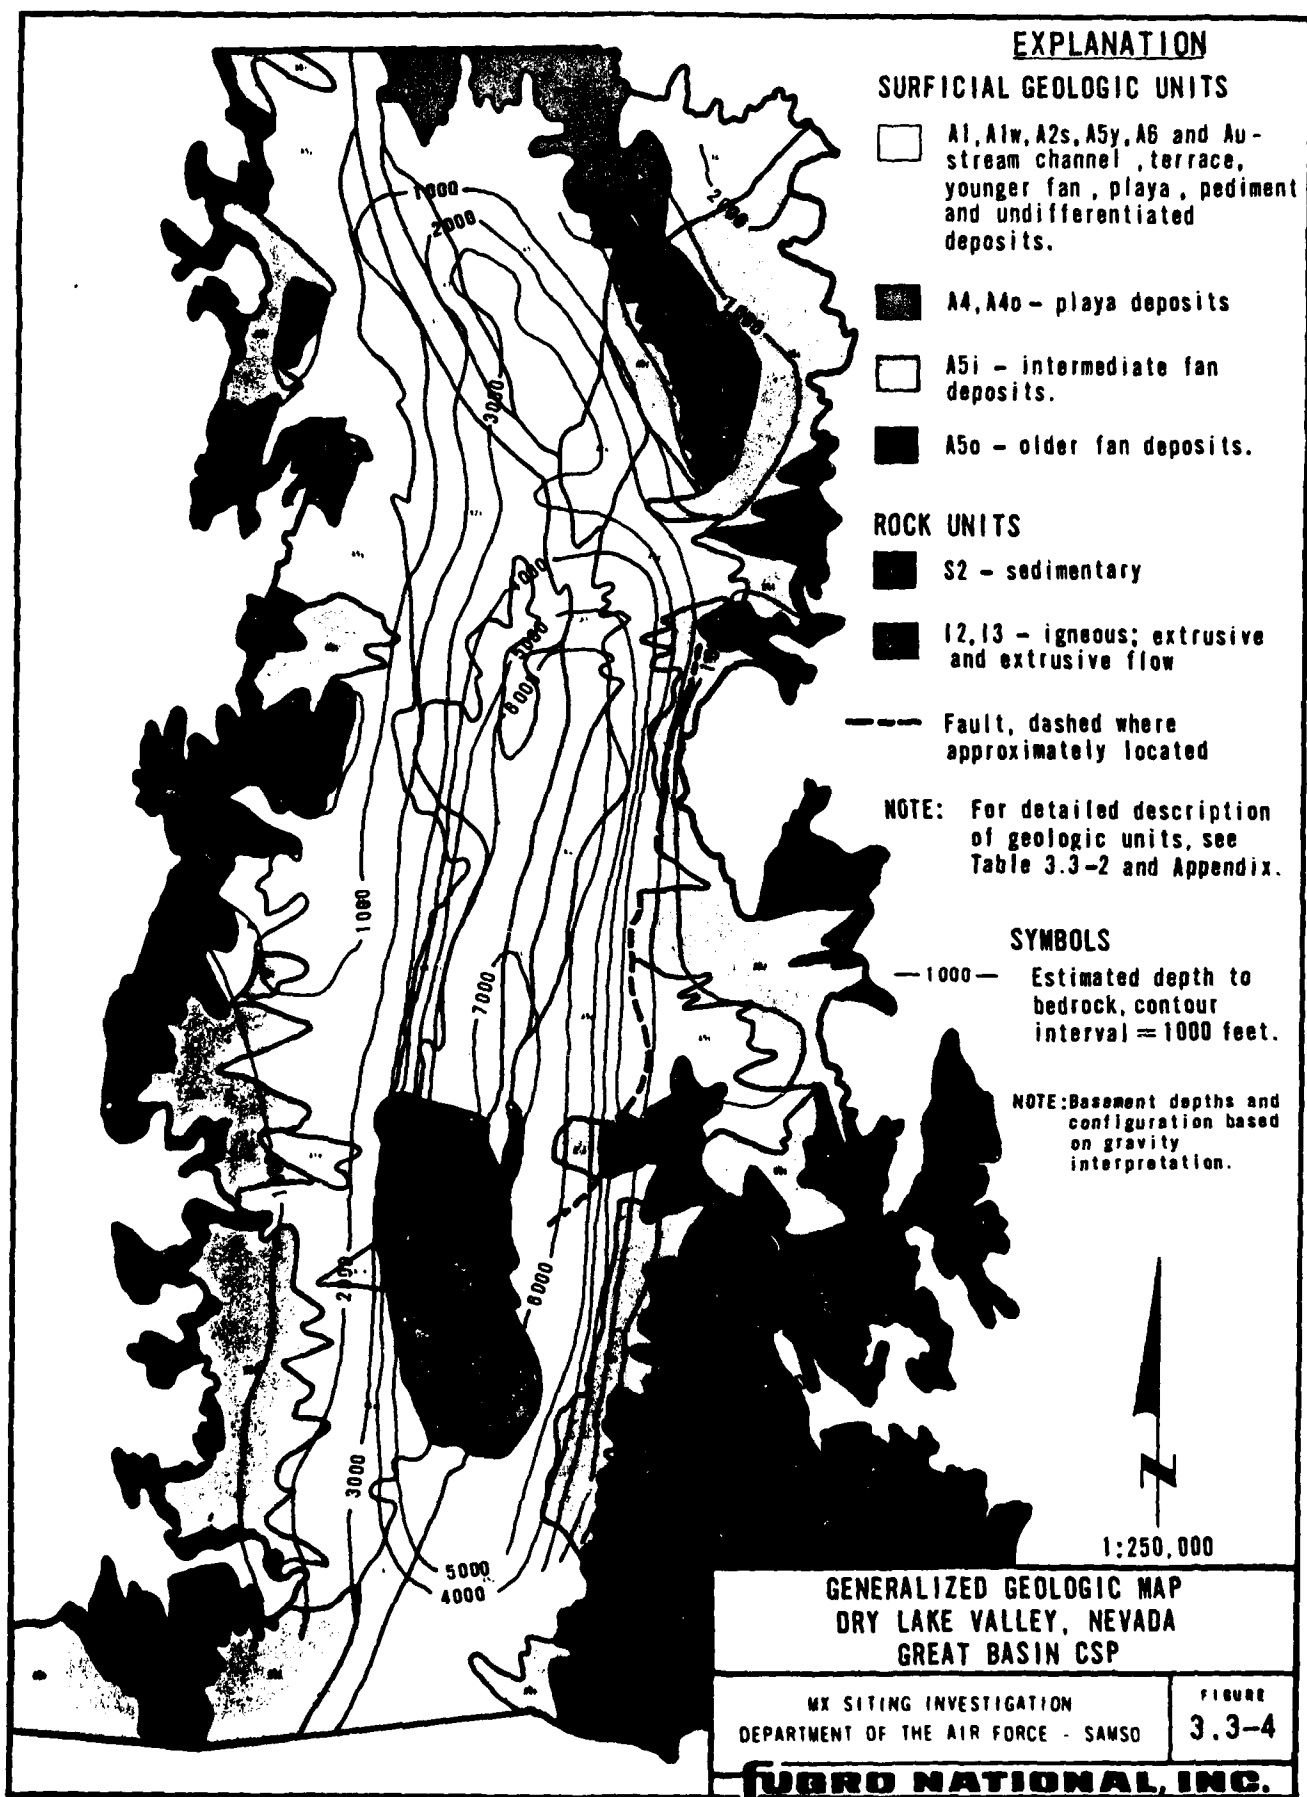 EXPLANATION
SURFICIAL GEOLOGIC UNITS
A1, A1w, A2s, A5y, A6 and Au -
stream channel, terrace,
younger fan, playa, pediment
and undifferentiated
deposits.
A4, A4o - playa deposits
A5i - intermediate fan
deposits.
A5o - older fan deposits.
ROCK UNITS
S2 - sedimentary
I2, I3 - igneous; extrusive
and extrusive flow
Fault, dashed where
approximately located
NOTE: For detailed description
of geologic units, see
Table 3.3-2 and Appendix.
SYMBOLS
1000 Estimated depth to
bedrock, contour
interval = 1000 feet.
NOTE: Basement depths and
configuration based
on gravity
interpretation.
1000
2000
2000
1000
3000
4000
5000
6000
1000
7000
2000
6000
3000
5000
4000
N
1:250,000
GENERALIZED GEOLOGIC MAP
DRY LAKE VALLEY, NEVADA
GREAT BASIN CSP
MX SITING INVESTIGATION
DEPARTMENT OF THE AIR FORCE - SAMSO
FIGURE
3.3-4
FUGRO NATIONAL, INC.